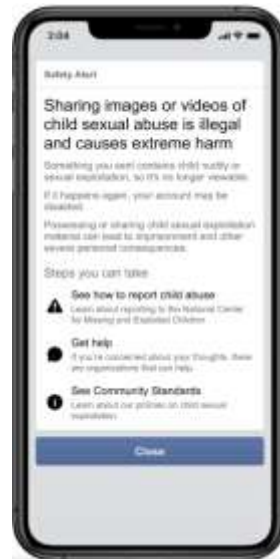 2:04
Safety Alert
Sharing images or videos of
child sexual abuse is illegal
and causes extreme harm
Something you sent contains child nudity or
sexual exploitation, so it's no longer viewable.
If it happens again, your account may be
disabled.
Possessing or sharing child sexual exploitation
material can lead to imprisonment and other
severe personal consequences.
Steps you can take
See how to report child abuse
Learn about reporting to the National Center
for Missing and Exploited Children
Get help
If you're concerned about your thoughts, there
are organizations that can help.
See Community Standards
Learn about our policies on child sexual
exploitation
Close